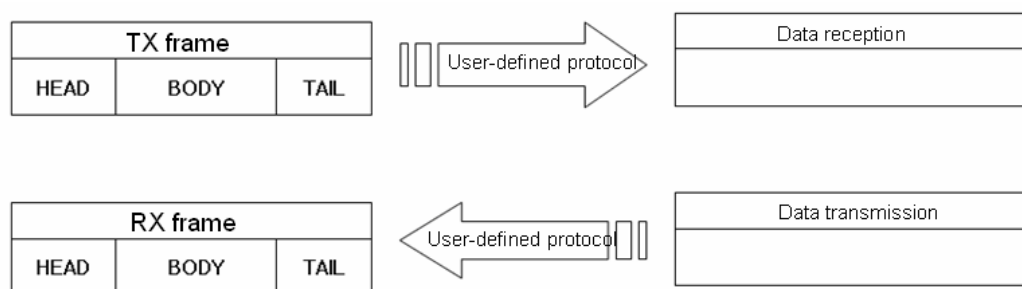 TX frame
HEAD BODY TAIL
User-defined protocol
Data reception
RX frame
HEAD BODY TAIL
User-defined protocol
Data transmission